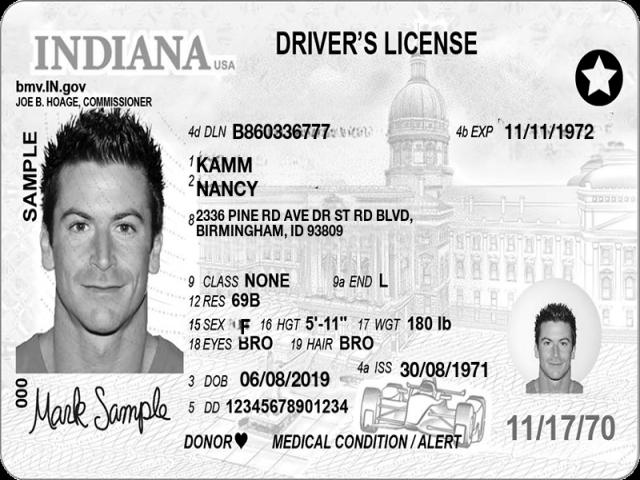 INDIANA USA
DRIVER'S LICENSE
bmv.IN.gov
JOE B. HOAGE, COMMISSIONER
SAMPLE
4d DLN B860336777
4b EXP 11/11/1972
1 KAMM
2 NANCY
8 2336 PINE RD AVE DR ST RD BLVD,
BIRMINGHAM, ID 93809
9 CLASS NONE 9a END L
12 RES 69B
15 SEX F 16 HGT 5'-11" 17 WGT 180 lb
18 EYES BRO 19 HAIR BRO
4a ISS 30/08/1971
3 DOB 06/08/2019
5 DD 12345678901234
000
Mark Sample
DONOR♥ MEDICAL CONDITION / ALERT
11/17/70